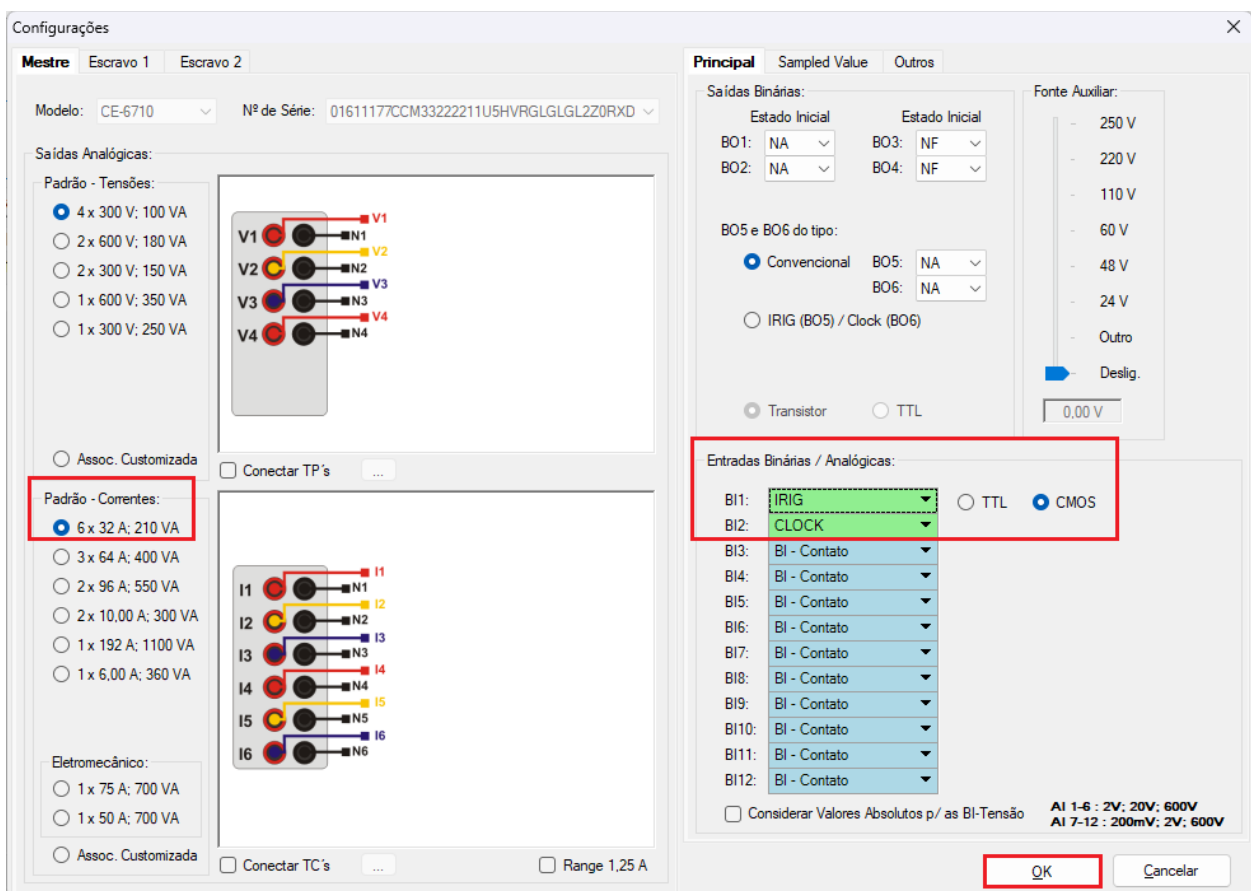 Configurações
Mestre Escravo 1 Escravo 2
Modelo: CE-6710 Nº de Série: 01611177CCM33222211U5HVRGLGLGL2Z0RXD
Saídas Analógicas:
Padrão - Tensões:
4 x 300 V; 100 VA
2 x 600 V; 180 VA
2 x 300 V; 150 VA
1 x 600 V; 350 VA
1 x 300 V; 250 VA
Assoc. Customizada
V1 V1
N1
V2 V2
N2
V3 V3
N3
V4 V4
N4
Conectar TP´s ...
Padrão - Correntes:
6 x 32 A; 210 VA
3 x 64 A; 400 VA
2 x 96 A; 550 VA
2 x 10,00 A; 300 VA
1 x 192 A; 1100 VA
1 x 6,00 A; 360 VA
Eletromecânico:
1 x 75 A; 700 VA
1 x 50 A; 700 VA
Assoc. Customizada
I1 I1
N1
I2 I2
N2
I3 I3
N3
I4 I4
N4
I5 I5
N5
I6 I6
N6
Conectar TC´s ... Range 1,25 A
Principal Sampled Value Outros
Saídas Binárias:
Estado Inicial Estado Inicial
BO1: NA BO3: NF
BO2: NA BO4: NF
BO5 e BO6 do tipo:
Convencional BO5: NA
BO6: NA
IRIG (BO5) / Clock (BO6)
Transistor TTL
Fonte Auxiliar:
250 V
220 V
110 V
60 V
48 V
24 V
Outro
Deslig.
0,00 V
Entradas Binárias / Analógicas:
BI1: IRIG TTL CMOS
BI2: CLOCK
BI3: BI - Contato
BI4: BI - Contato
BI5: BI - Contato
BI6: BI - Contato
BI7: BI - Contato
BI8: BI - Contato
BI9: BI - Contato
BI10: BI - Contato
BI11: BI - Contato
BI12: BI - Contato
Considerar Valores Absolutos p/ as BI-Tensão
AI 1-6 : 2V; 20V; 600V
AI 7-12 : 200mV; 2V; 600V
OK Cancelar